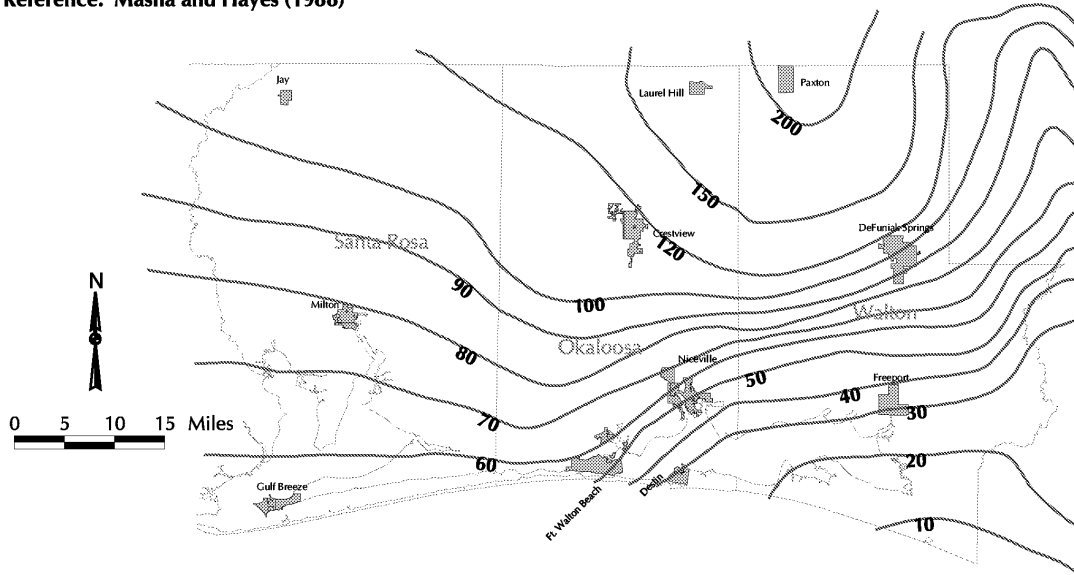 Reference: Maslia and Hayes (1988)
Jay
Laurel Hill
Paxton
200
150
Crestview
120
DeFuniak Springs
Santa Rosa
N
90
100
Milton
Walton
80
Okaloosa
Niceville
50
Freeport
40
30
0 5 10 15 Miles
70
60
20
Gulf Breeze
Ft. Walton Beach
Destin
10